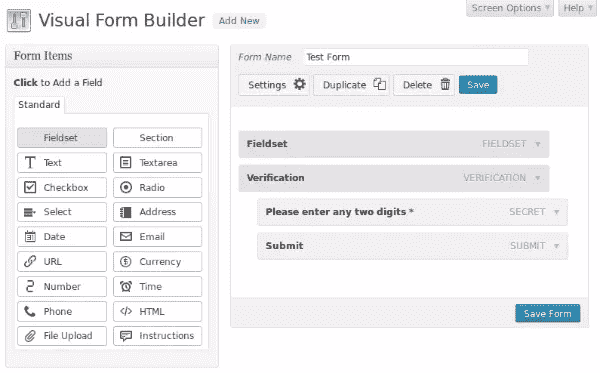 Screen Options ▼ Help ▼
Visual Form Builder Add New
Form Items
Click to Add a Field
Standard
Fieldset Section
Text Textarea
Checkbox Radio
Select Address
Date Email
URL Currency
Number Time
Phone HTML
File Upload Instructions
Form Name Test Form
Settings Duplicate Delete Save
Fieldset FIELDSET ▼
Verification VERIFICATION ▼
Please enter any two digits * SECRET ▼
Submit SUBMIT ▼
Save Form